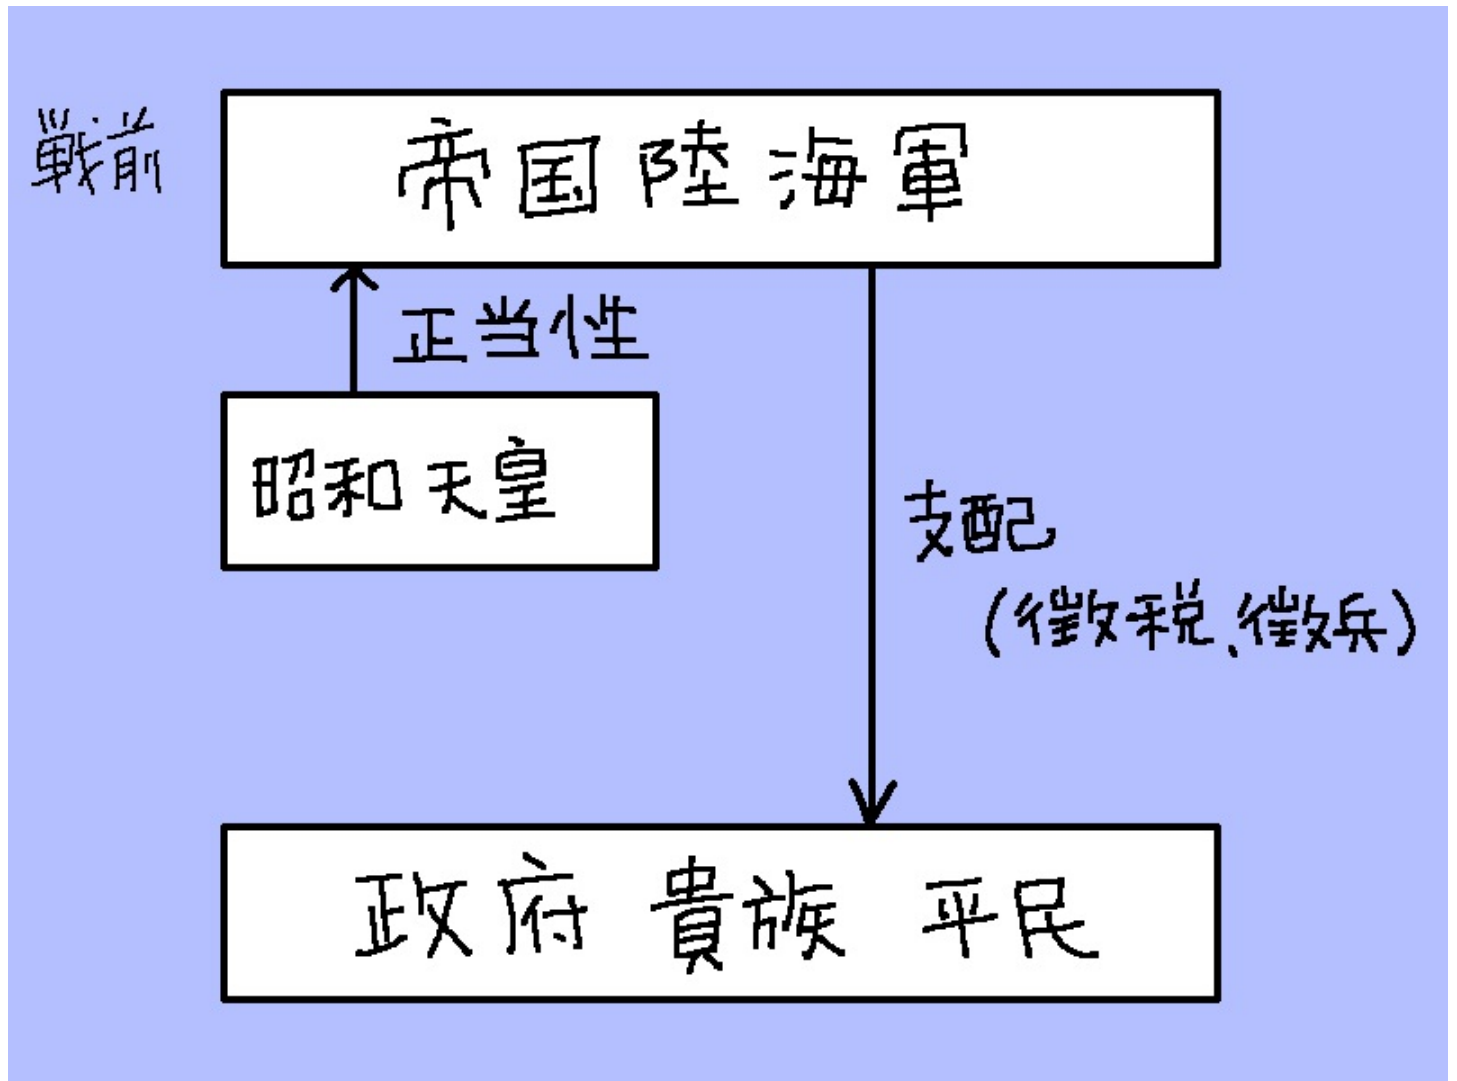 戦前
帝国陸海軍
正当性
昭和天皇
支配
(徴税、徴兵)
政府 貴族 平民